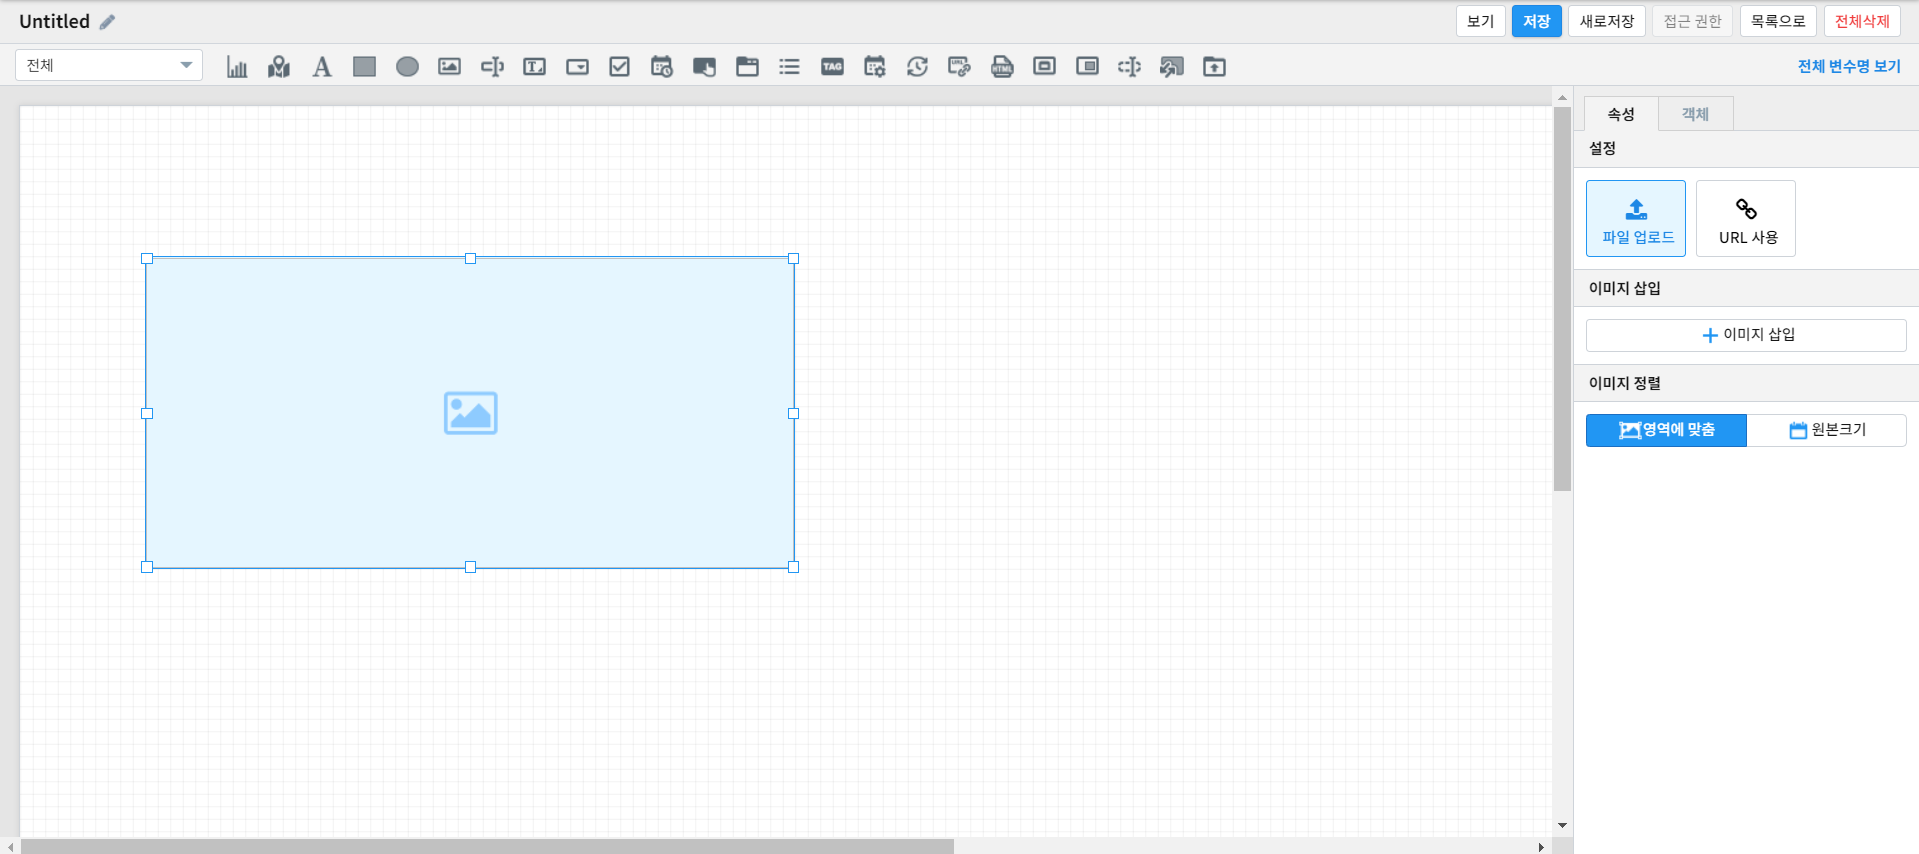 Untitled
보기
저장
새로저장
접근 권한
목록으로
전체삭제
전체
A
T
TAG
URL
HTML
전체 변수명 보기
속성
객체
설정
파일 업로드
URL 사용
이미지 삽입
이미지 삽입
이미지 정렬
영역에 맞춤
원본크기